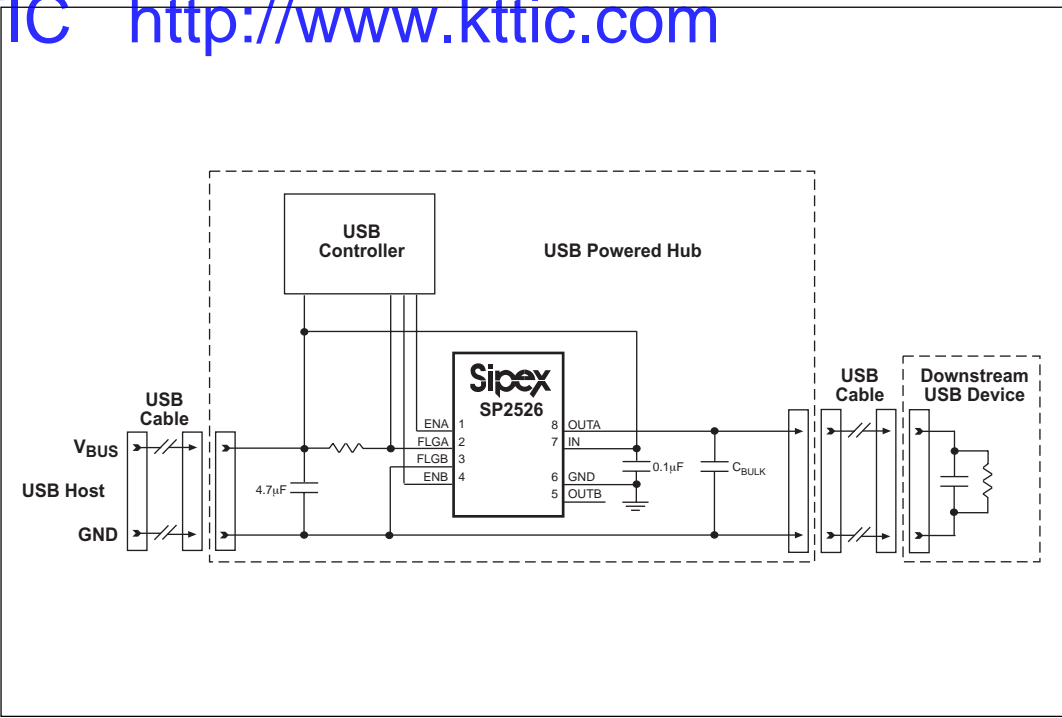 IC http://www.kttic.com
USB
Controller
USB Powered Hub
Sipex
SP2526
ENA 1
FLGA 2
FLGB 3
ENB 4
8 OUTA
7 IN
6 GND
5 OUTB
USB
Cable
VBUS
USB Host
GND
4.7µF
0.1µF
CBULK
USB
Cable
Downstream
USB Device